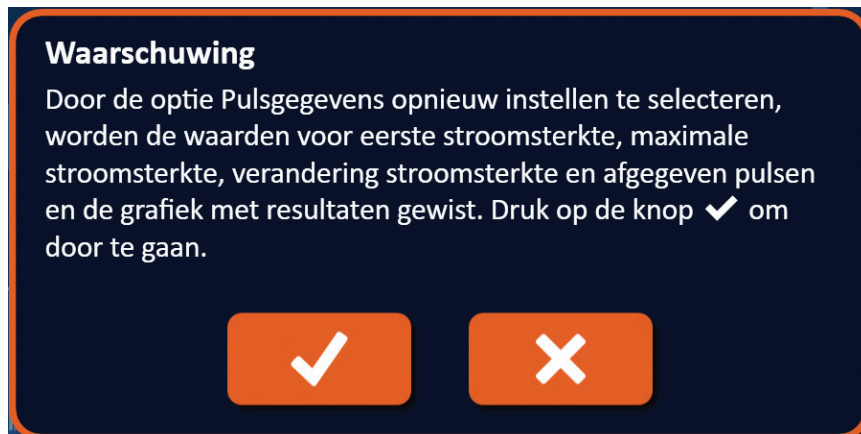 Waarschuwing
Door de optie Pulsgegevens opnieuw instellen te selecteren,
worden de waarden voor eerste stroomsterkte, maximale
stroomsterkte, verandering stroomsterkte en afgegeven pulsen
en de grafiek met resultaten gewist. Druk op de knop ✔ om
door te gaan.